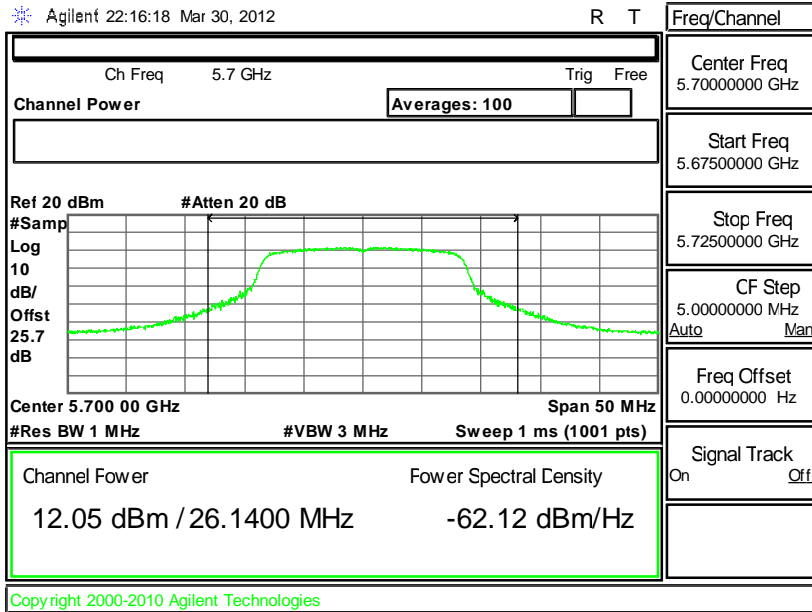 Agilent 22:16:18 Mar 30, 2012 R T
Freq/Channel
Ch Freq 5.7 GHz Trig Free
Channel Power Averages: 100
Ref 20 dBm #Atten 20 dB
#Samp
Log
10
dB/
Offst
25.7
dB
Center 5.700 00 GHz Span 50 MHz
#Res BW 1 MHz #VBW 3 MHz Sweep 1 ms (1001 pts)
Channel Fower Fower Spectral Density
12.05 dBm / 26.1400 MHz -62.12 dBm/Hz
Center Freq
5.70000000 GHz
Start Freq
5.67500000 GHz
Stop Freq
5.72500000 GHz
CF Step
5.00000000 MHz
Auto Man
Freq Offset
0.00000000 Hz
Signal Track
On Off
Copyright 2000-2010 Agilent Technologies